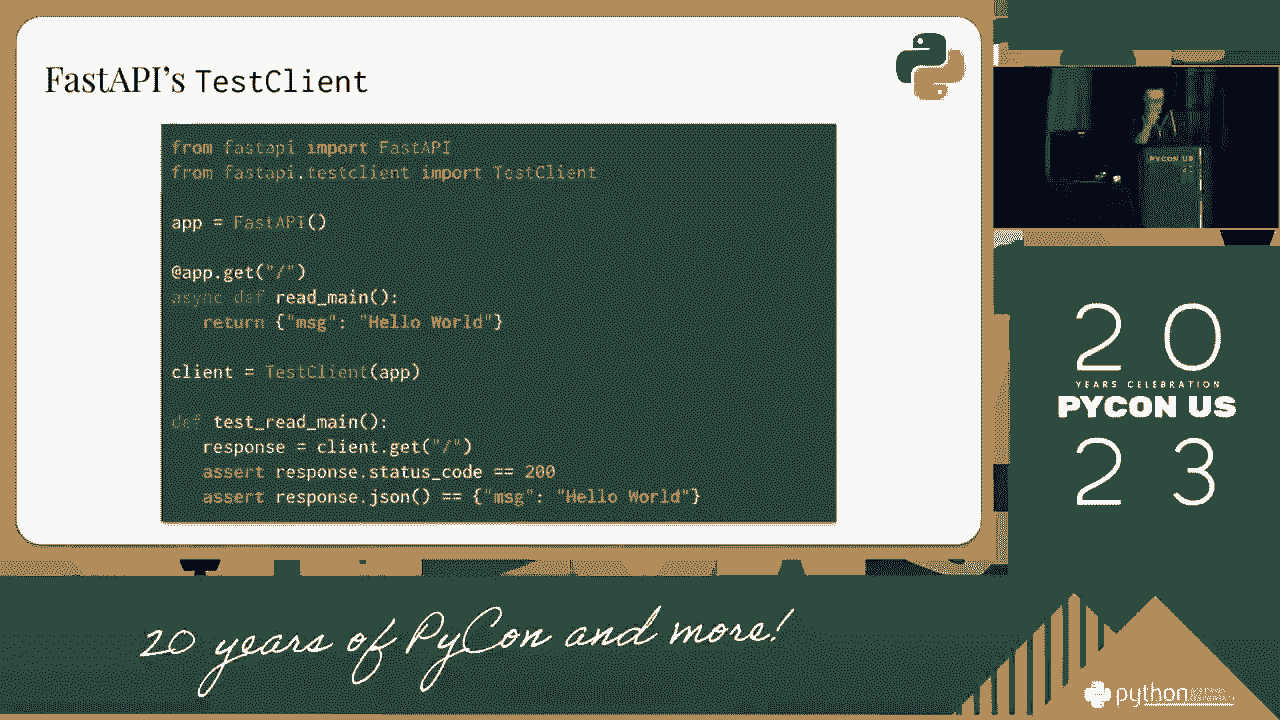 FastAPI's TestClient
from fastapi import FastAPI
from fastapi.testclient import TestClient
app = FastAPI()
@app.get("/")
async def read_main():
return {"msg": "Hello World"}
client = TestClient(app)
def test_read_main():
response = client.get("/")
assert response.status_code == 200
assert response.json() == {"msg": "Hello World"}
PYCON US
20
YEARS CELEBRATION
PYCON US
23
20 years of PyCon and more!
python